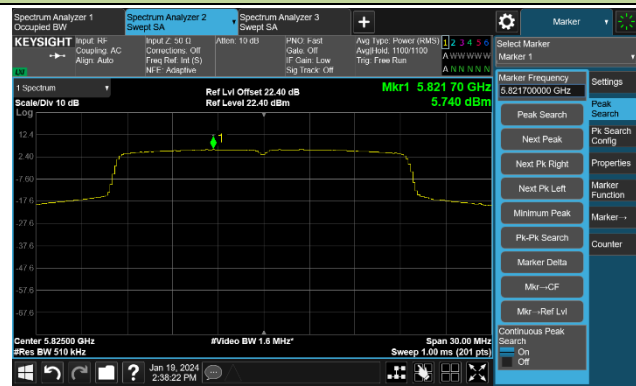 Spectrum Analyzer 1
Occupied BW
Spectrum Analyzer 2
Swept SA
Spectrum Analyzer 3
Swept SA
+
Marker
KEYSIGHT
Input: RF
Coupling: AC
Align: Auto
Input Z: 50 Ω
Corrections: Off
Freq Ref: Int (S)
NFE: Adaptive
Atten: 10 dB
PNO: Fast
Gate: Off
IF Gain: Low
Sig Track: Off
Avg Type: Power (RMS)
Avg|Hold: 1100/1100
Trig: Free Run
1 2 3 4 5 6
A W W W W W
A N N N N N
LV
Select Marker
Marker 1
1 Spectrum
Scale/Div 10 dB
Log
Ref Lvl Offset 22.40 dB
Ref Level 22.40 dBm
Mkr1 5.821 70 GHz
5.740 dBm
1
12.4
2.40
-7.60
-17.6
-27.6
-37.6
-47.6
-57.6
-67.6
Center 5.82500 GHz
#Res BW 510 kHz
#Video BW 1.6 MHz*
Span 30.00 MHz
Sweep 1.00 ms (201 pts)
Marker Frequency
5.821700000 GHz
Peak Search
Next Peak
Next Pk Right
Next Pk Left
Minimum Peak
Pk-Pk Search
Marker Delta
Mkr→CF
Mkr→Ref Lvl
Continuous Peak
Search
On
Off
Settings
Peak
Search
Pk Search
Config
Properties
Marker
Function
Marker→
Counter
?
Jan 19, 2024
2:38:22 PM